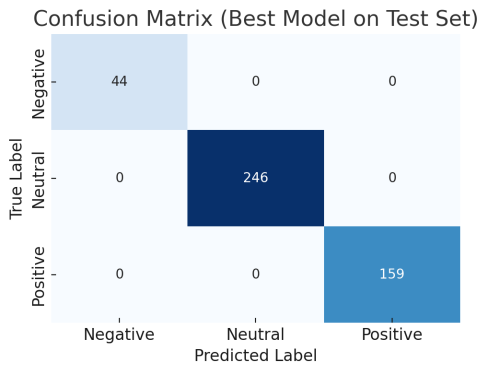 Confusion Matrix (Best Model on Test Set)
True Label
Negative
44 0 0
Neutral
0 246 0
Positive
0 0 159
Negative Neutral Positive
Predicted Label